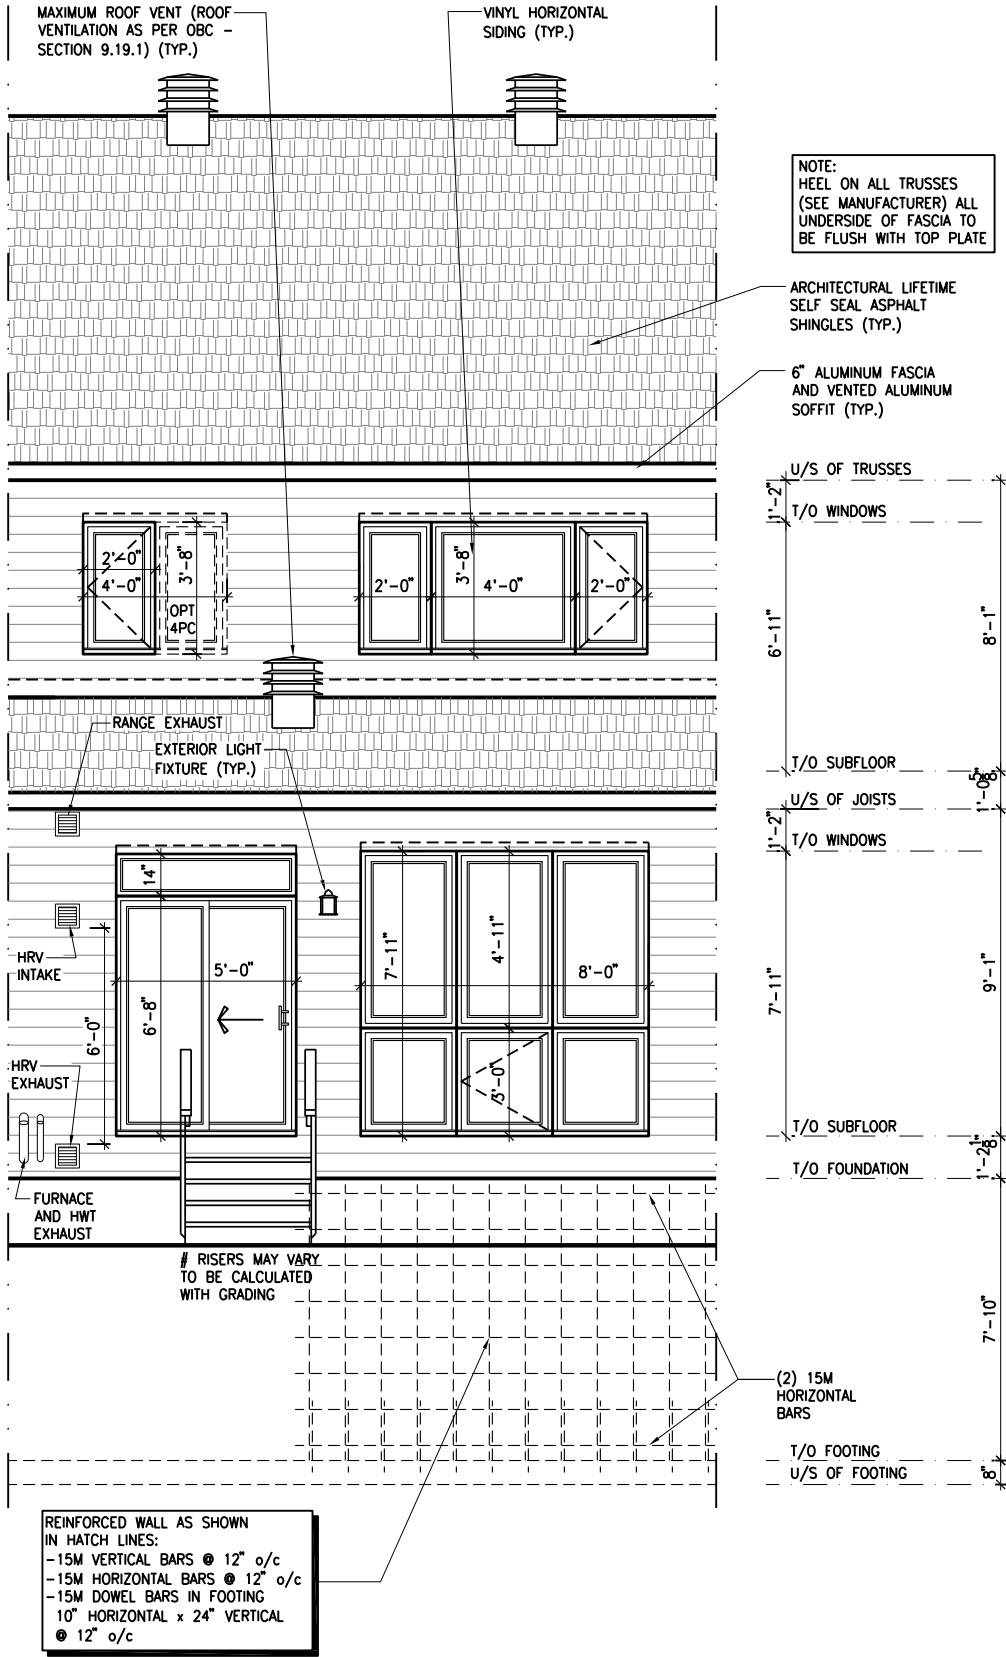 MAXIMUM ROOF VENT (ROOF
VENTILATION AS PER OBC -
SECTION 9.19.1) (TYP.)
VINYL HORIZONTAL
SIDING (TYP.)
NOTE:
HEEL ON ALL TRUSSES
(SEE MANUFACTURER) ALL
UNDERSIDE OF FASCIA TO
BE FLUSH WITH TOP PLATE
ARCHITECTURAL LIFETIME
SELF SEAL ASPHALT
SHINGLES (TYP.)
6" ALUMINUM FASCIA
AND VENTED ALUMINUM
SOFFIT (TYP.)
U/S OF TRUSSES
1'-2"
T/O WINDOWS
2'-0"
4'-0"
3'-8"
OPT
4PC
2'-0"
3'-8"
4'-0"
2'-0"
6'-11"
8'-1"
RANGE EXHAUST
EXTERIOR LIGHT
FIXTURE (TYP.)
T/O SUBFLOOR
1'-0⅝"
U/S OF JOISTS
1'-2"
T/O WINDOWS
14"
HRV
INTAKE
5'-0"
6'-8"
6'-0"
7'-11"
4'-11"
8'-0"
3'-0"
7'-11"
9'-1"
HRV
EXHAUST
T/O SUBFLOOR
1'-2⅛"
T/O FOUNDATION
FURNACE
AND HWT
EXHAUST
# RISERS MAY VARY
TO BE CALCULATED
WITH GRADING
7'-10"
(2) 15M
HORIZONTAL
BARS
T/O FOOTING
U/S OF FOOTING
8"
REINFORCED WALL AS SHOWN
IN HATCH LINES:
-15M VERTICAL BARS @ 12" o/c
-15M HORIZONTAL BARS @ 12" o/c
-15M DOWEL BARS IN FOOTING
10" HORIZONTAL x 24" VERTICAL
@ 12" o/c